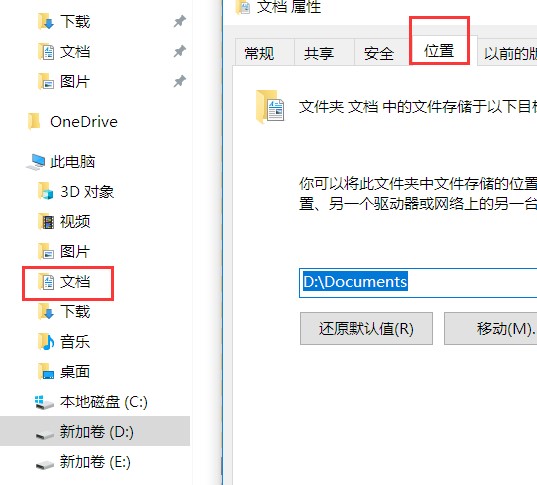 下载
文档
图片
OneDrive
此电脑
3D 对象
视频
图片
文档
下载
音乐
桌面
本地磁盘 (C:)
新加卷 (D:)
新加卷 (E:)
文档 属性
常规 共享 安全 位置 以前的版
文件夹 文档 中的文件存储于以下目标
你可以将此文件夹中文件存储的位置
置、另一个驱动器或网络上的另一台
D:\Documents
还原默认值(R) 移动(M).